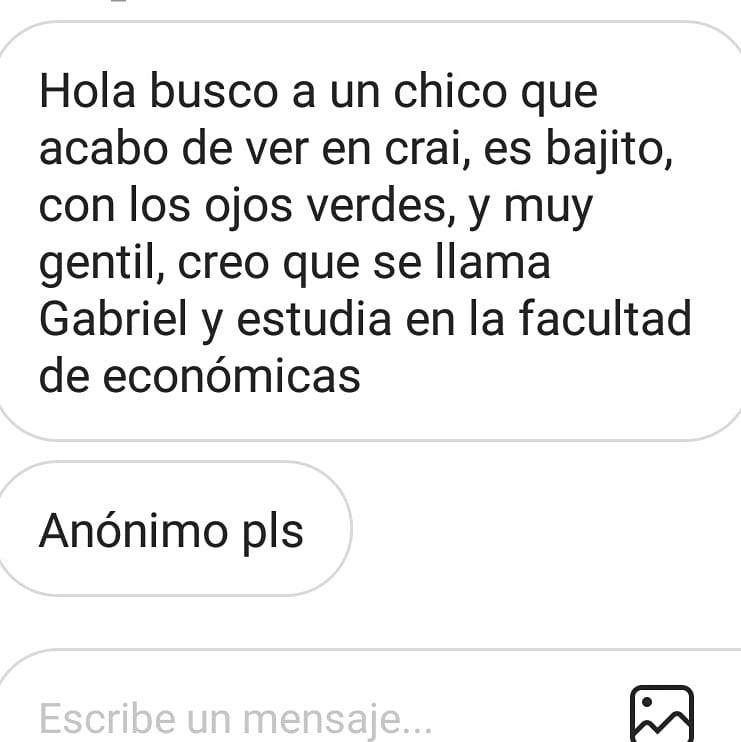 Hola busco a un chico que
acabo de ver en crai, es bajito,
con los ojos verdes, y muy
gentil, creo que se llama
Gabriel y estudia en la facultad
de económicas
Anónimo pls
Escribe un mensaje...